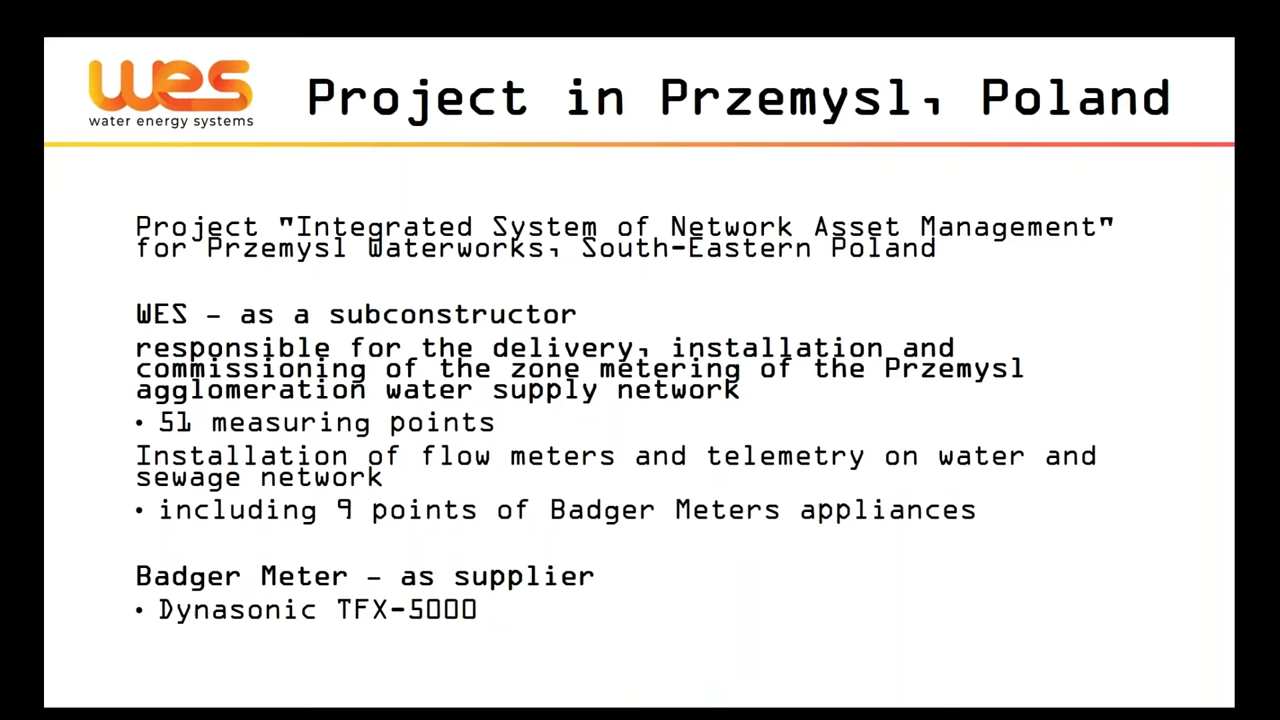 wes
water energy systems
Project in Przemysl, Poland
Project "Integrated System of Network Asset Management"
for Przemysl Waterworks, South-Eastern Poland
WES - as a subconstructor
responsible for the delivery, installation and
commissioning of the zone metering of the Przemysl
agglomeration water supply network
• 51 measuring points
Installation of flow meters and telemetry on water and
sewage network
• including 9 points of Badger Meters appliances
Badger Meter - as supplier
• Dynasonic TFX-5000